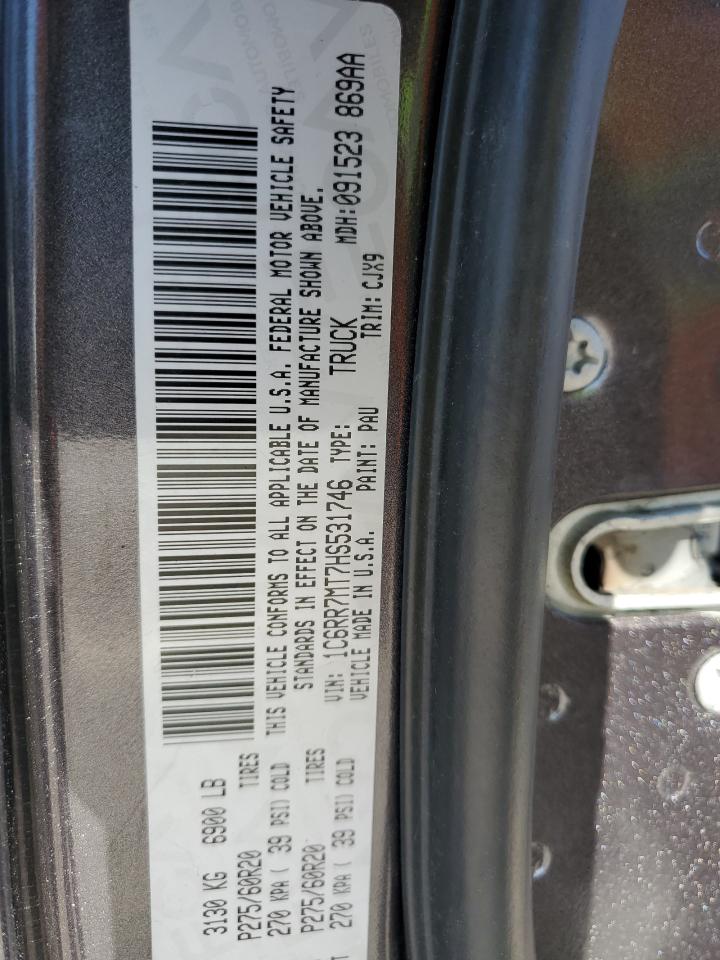 3130 KG 6900 LB
P275/60R20 TIRES
270 KPA ( 39 PSI) COLD
P275/60R20 TIRES
270 KPA ( 39 PSI) COLD
THIS VEHICLE CONFORMS TO ALL APPLICABLE U.S.A. FEDERAL MOTOR VEHICLE SAFETY
STANDARDS IN EFFECT ON THE DATE OF MANUFACTURE SHOWN ABOVE.
VIN: 1C6RR7MT7HS531746 TYPE: TRUCK MDH:091523 869AA
VEHICLE MADE IN U.S.A. PAINT: PAU TRIM: CJX9